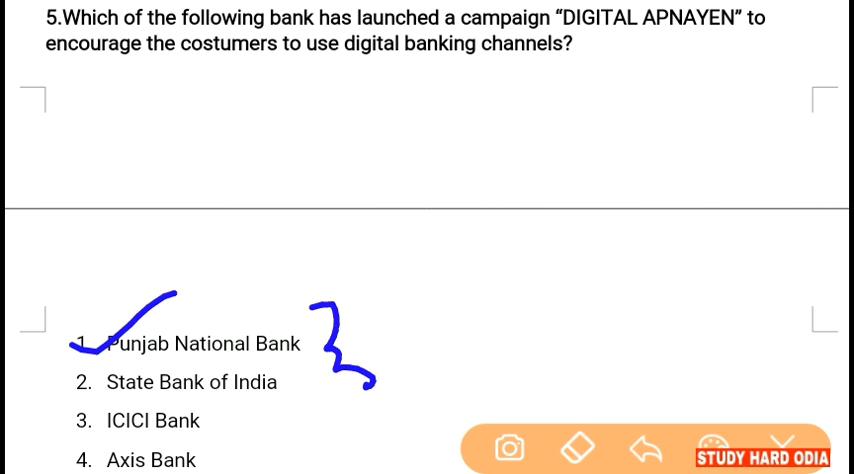 5.Which of the following bank has launched a campaign “DIGITAL APNAYEN” to
encourage the costumers to use digital banking channels?
1. Punjab National Bank
2. State Bank of India
3. ICICI Bank
4. Axis Bank
STUDY HARD ODIA